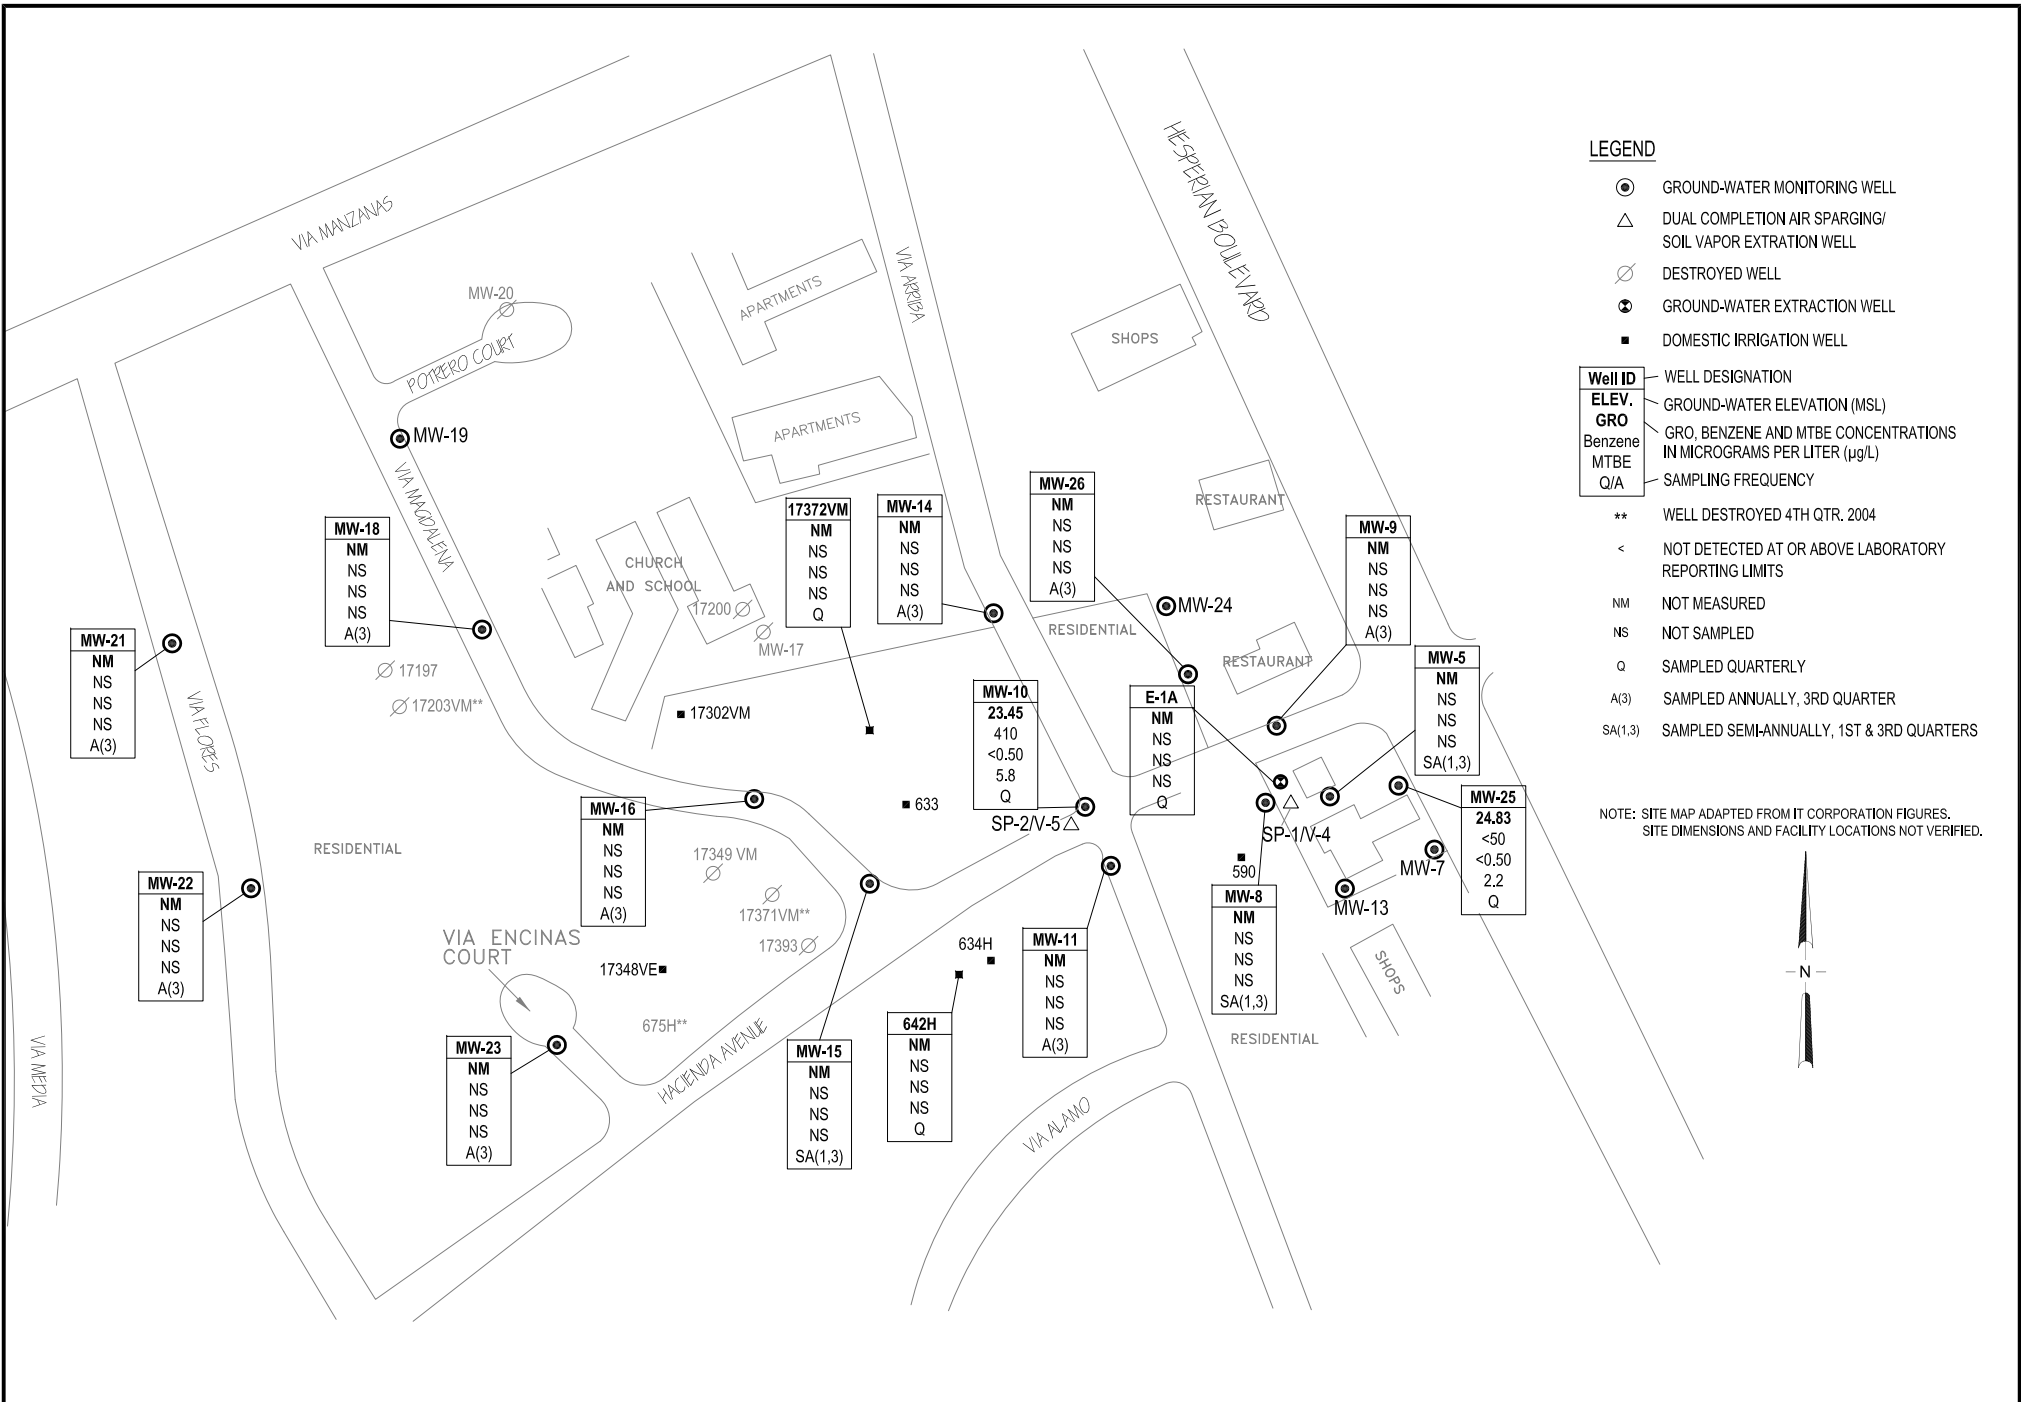 VIA MANZANAS
MW-20
POTRERO COURT
MW-19
VIA MAGDALENA
APARTMENTS
APARTMENTS
VIA ARRIBA
HESPERIAN BOULEVARD
SHOPS
RESTAURANT
RESTAURANT
RESIDENTIAL
MW-24
CHURCH
AND SCHOOL
17200
MW-17
17197
17203VM**
17302VM
633
MW-18
NM
NS
NS
NS
A(3)
MW-21
NM
NS
NS
NS
A(3)
17372VM
NM
NS
NS
NS
Q
MW-14
NM
NS
NS
NS
A(3)
MW-26
NM
NS
NS
NS
A(3)
MW-9
NM
NS
NS
NS
A(3)
MW-5
NM
NS
NS
NS
SA(1,3)
MW-10
23.45
410
<0.50
5.8
Q
E-1A
NM
NS
NS
NS
Q
MW-25
24.83
<50
<0.50
2.2
Q
SP-2/V-5
SP-1/V-4
590
MW-7
MW-13
MW-8
NM
NS
NS
NS
SA(1,3)
SHOPS
RESIDENTIAL
VIA FLORES
RESIDENTIAL
MW-16
NM
NS
NS
NS
A(3)
17349 VM
17371VM**
17393
MW-22
NM
NS
NS
NS
A(3)
VIA ENCINAS
COURT
17348VE
675H**
634H
MW-11
NM
NS
NS
NS
A(3)
642H
NM
NS
NS
NS
Q
MW-15
NM
NS
NS
NS
SA(1,3)
MW-23
NM
NS
NS
NS
A(3)
HACIENDA AVENUE
VIA ALAMO
VIA MEDIA
LEGEND
GROUND-WATER MONITORING WELL
DUAL COMPLETION AIR SPARGING/
SOIL VAPOR EXTRATION WELL
DESTROYED WELL
GROUND-WATER EXTRACTION WELL
DOMESTIC IRRIGATION WELL
Well ID WELL DESIGNATION
ELEV. GROUND-WATER ELEVATION (MSL)
GRO GRO, BENZENE AND MTBE CONCENTRATIONS
Benzene IN MICROGRAMS PER LITER (µg/L)
MTBE
Q/A SAMPLING FREQUENCY
** WELL DESTROYED 4TH QTR. 2004
< NOT DETECTED AT OR ABOVE LABORATORY
REPORTING LIMITS
NM NOT MEASURED
NS NOT SAMPLED
Q SAMPLED QUARTERLY
A(3) SAMPLED ANNUALLY, 3RD QUARTER
SA(1,3) SAMPLED SEMI-ANNUALLY, 1ST & 3RD QUARTERS
NOTE: SITE MAP ADAPTED FROM IT CORPORATION FIGURES.
SITE DIMENSIONS AND FACILITY LOCATIONS NOT VERIFIED.
N